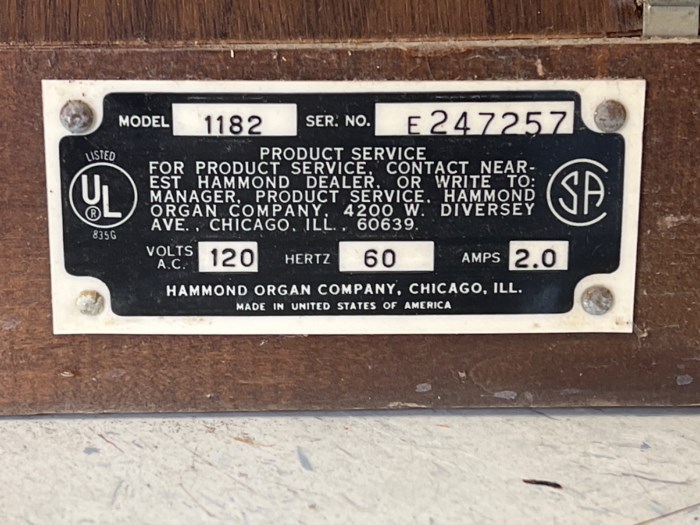 MODEL 1182 SER. NO. E247257
PRODUCT SERVICE
LISTED
UL
®
835G
FOR PRODUCT SERVICE, CONTACT NEAR-
EST HAMMOND DEALER, OR WRITE TO:
MANAGER, PRODUCT SERVICE, HAMMOND
ORGAN COMPANY, 4200 W. DIVERSEY
AVE., CHICAGO, ILL., 60639.
CSA
VOLTS
A.C. 120 HERTZ 60 AMPS 2.0
HAMMOND ORGAN COMPANY, CHICAGO, ILL.
MADE IN UNITED STATES OF AMERICA